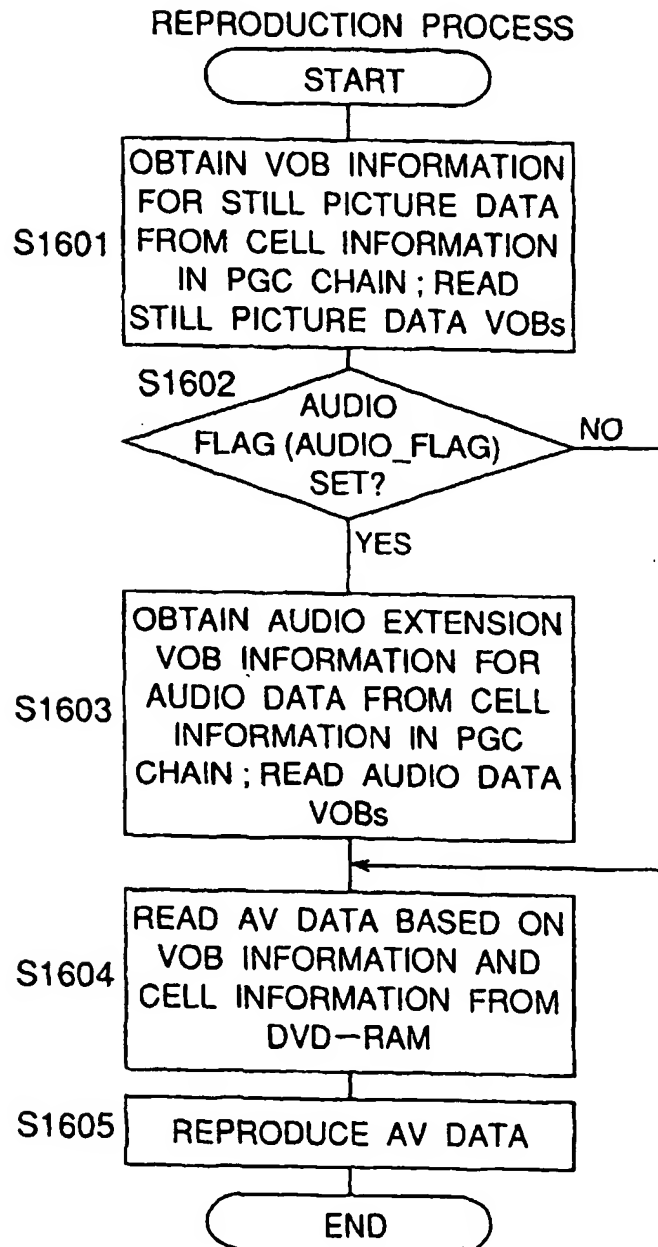 REPRODUCTION PROCESS
START
S1601
OBTAIN VOB INFORMATION
FOR STILL PICTURE DATA
FROM CELL INFORMATION
IN PGC CHAIN ; READ
STILL PICTURE DATA VOBs
S1602
AUDIO
FLAG (AUDIO_FLAG)
SET?
NO
YES
S1603
OBTAIN AUDIO EXTENSION
VOB INFORMATION FOR
AUDIO DATA FROM CELL
INFORMATION IN PGC
CHAIN ; READ AUDIO DATA
VOBs
S1604
READ AV DATA BASED ON
VOB INFORMATION AND
CELL INFORMATION FROM
DVD-RAM
S1605
REPRODUCE AV DATA
END